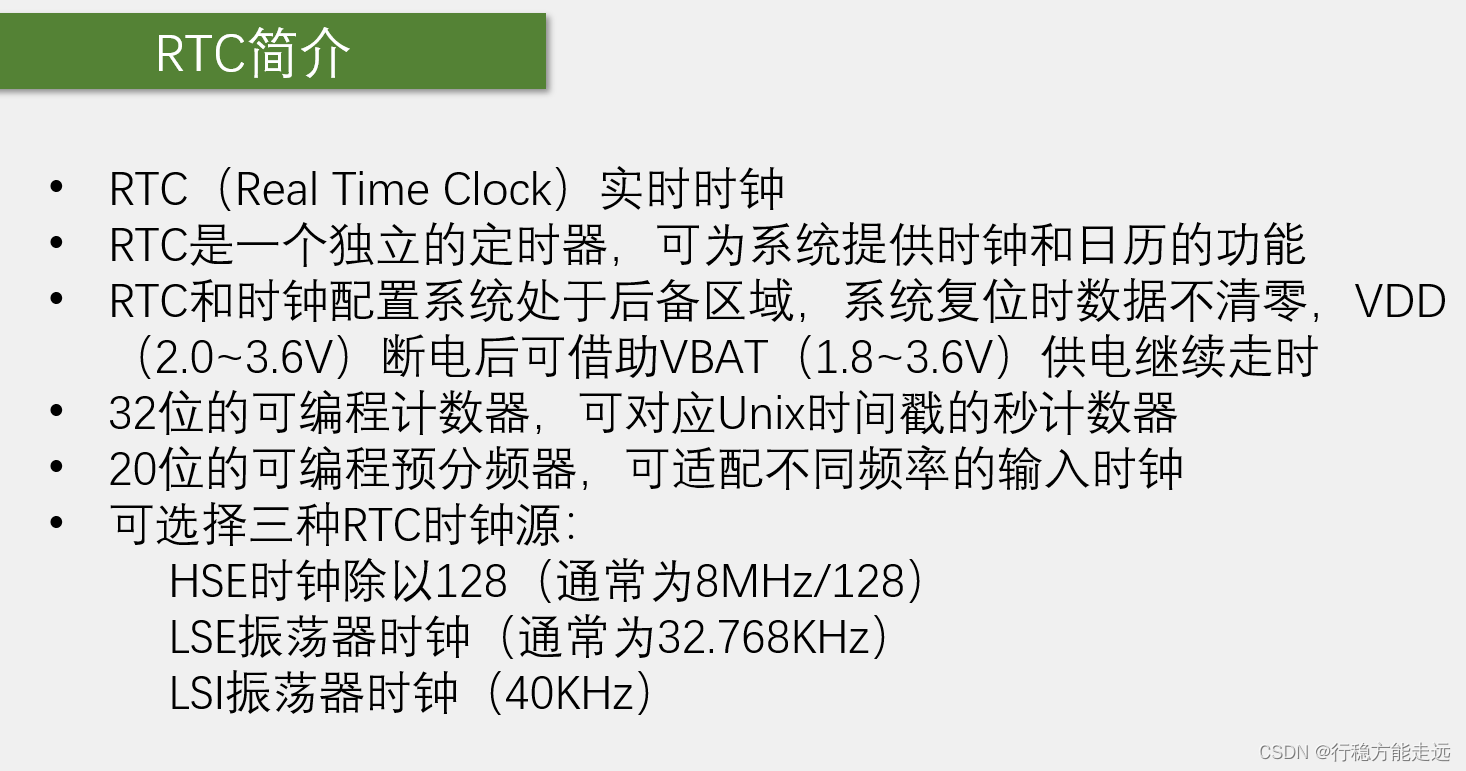 RTC简介
• RTC（Real Time Clock）实时时钟
• RTC是一个独立的定时器，可为系统提供时钟和日历的功能
• RTC和时钟配置系统处于后备区域，系统复位时数据不清零，VDD
（2.0~3.6V）断电后可借助VBAT（1.8~3.6V）供电继续走时
• 32位的可编程计数器，可对应Unix时间戳的秒计数器
• 20位的可编程预分频器，可适配不同频率的输入时钟
• 可选择三种RTC时钟源：
HSE时钟除以128（通常为8MHz/128）
LSE振荡器时钟（通常为32.768KHz）
LSI振荡器时钟（40KHz）
CSDN @行稳方能走远